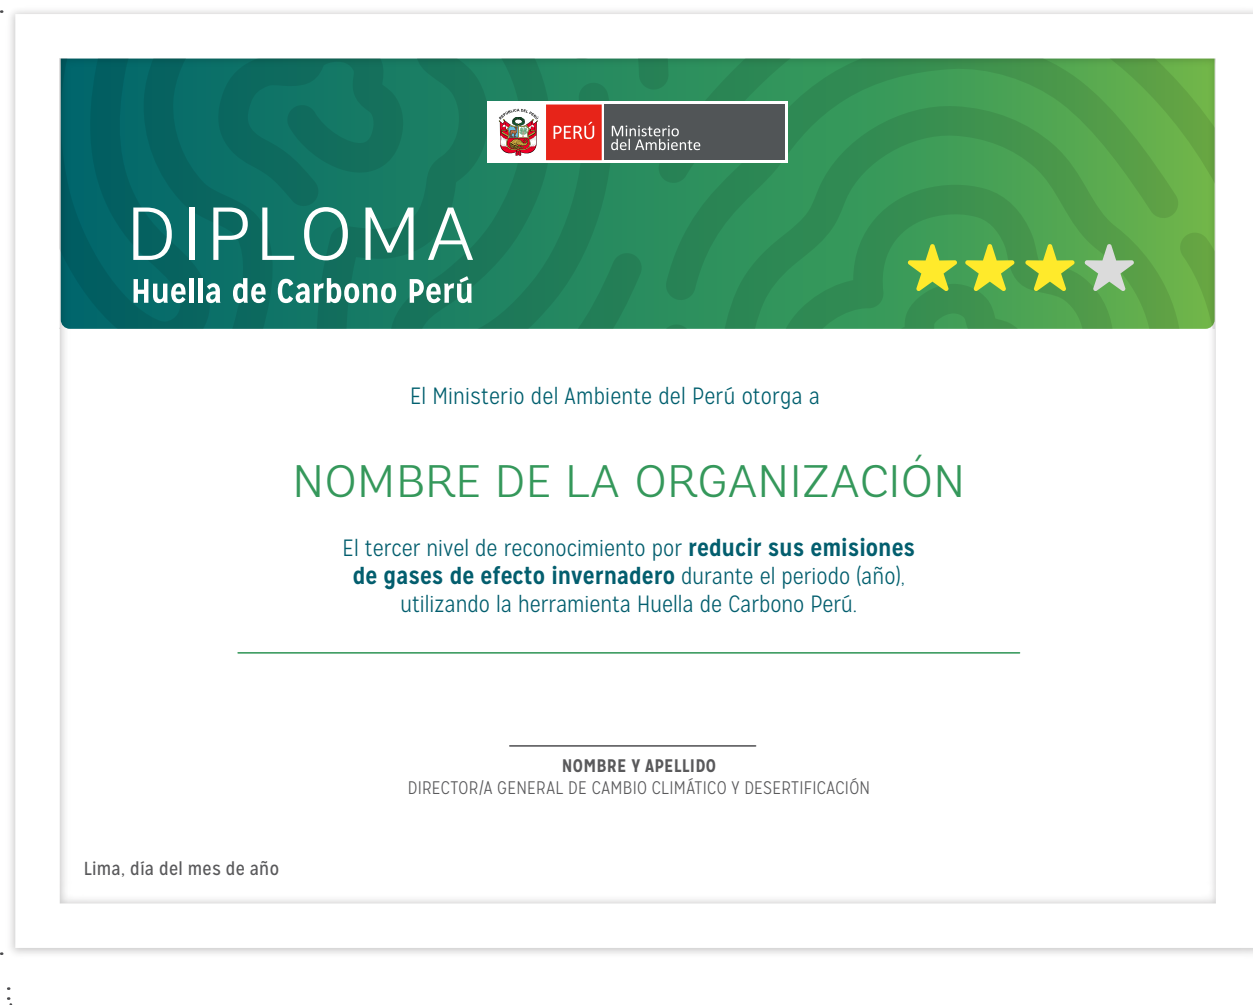 REPÚBLICA DEL PERÚ
PERÚ
Ministerio
del Ambiente
DIPLOMA
Huella de Carbono Perú
El Ministerio del Ambiente del Perú otorga a
NOMBRE DE LA ORGANIZACIÓN
El tercer nivel de reconocimiento por reducir sus emisiones
de gases de efecto invernadero durante el periodo (año),
utilizando la herramienta Huella de Carbono Perú.
NOMBRE Y APELLIDO
DIRECTOR/A GENERAL DE CAMBIO CLIMÁTICO Y DESERTIFICACIÓN
Lima, día del mes de año